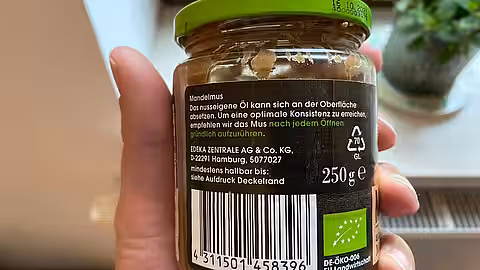 Mandelmus
Das nusseigene Öl kann sich an der Oberfläche
absetzen. Um eine optimale Konsistenz zu erreichen,
empfehlen wir das Mus nach jedem Öffnen
gründlich aufzurühren.
EDEKA ZENTRALE AG & Co. KG,
D-22291 Hamburg, 5077027
mindestens haltbar bis:
siehe Aufdruck Deckelrand
70
GL
250 g e
4 311501 458396
DE-ÖKO-006
EU-Landwirtschaft